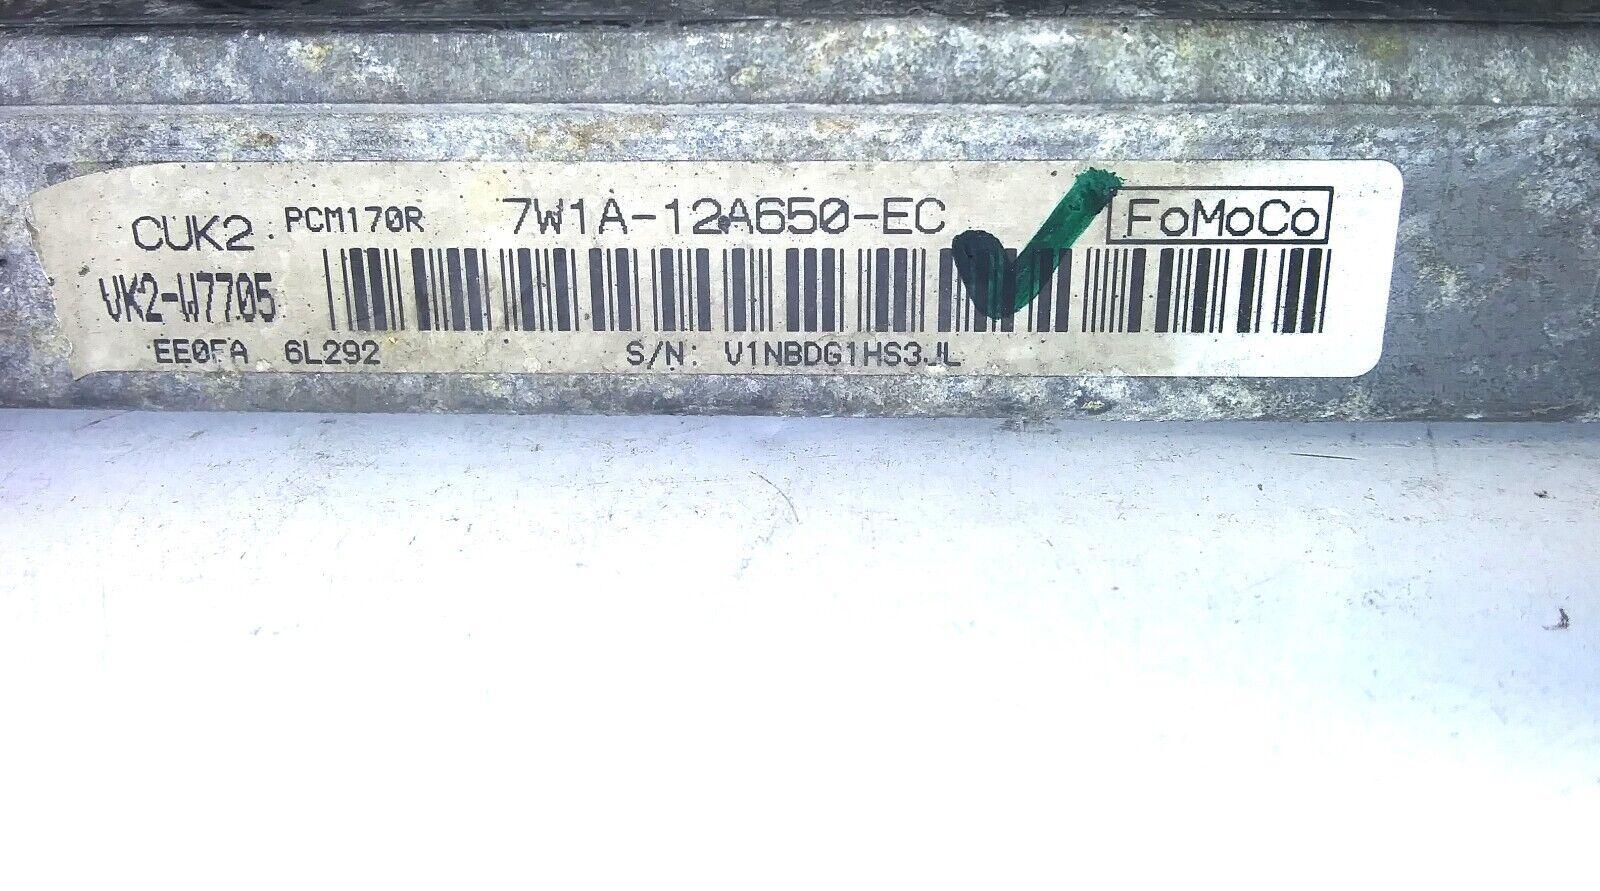 CUK2 PCM170R 7W1A-12A650-EC FoMoCo
VK2-W7705
EE0FA 6L292 S/N: V1NBDG1HS3JL